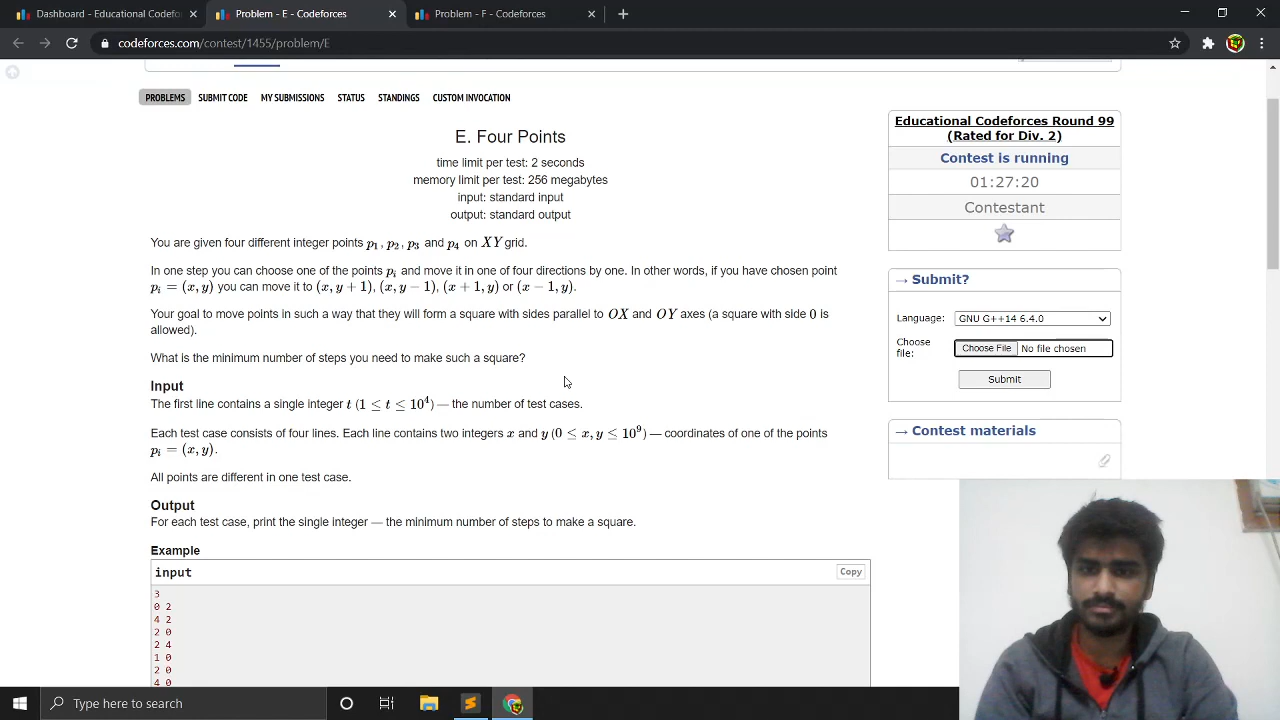 Dashboard - Educational Codefor
Problem - E - Codeforces
Problem - F - Codeforces
codeforces.com/contest/1455/problem/E
PROBLEMS SUBMIT CODE MY SUBMISSIONS STATUS STANDINGS CUSTOM INVOCATION
E. Four Points
time limit per test: 2 seconds
memory limit per test: 256 megabytes
input: standard input
output: standard output
You are given four different integer points p1, p2, p3 and p4 on XY grid.
In one step you can choose one of the points pi and move it in one of four directions by one. In other words, if you have chosen point
pi = (x, y) you can move it to (x, y + 1), (x, y − 1), (x + 1, y) or (x − 1, y).
Your goal to move points in such a way that they will form a square with sides parallel to OX and OY axes (a square with side 0 is
allowed).
What is the minimum number of steps you need to make such a square?
Input
The first line contains a single integer t (1 ≤ t ≤ 10^4) — the number of test cases.
Each test case consists of four lines. Each line contains two integers x and y (0 ≤ x, y ≤ 10^9) — coordinates of one of the points
pi = (x, y).
All points are different in one test case.
Output
For each test case, print the single integer — the minimum number of steps to make a square.
Example
input
Copy
3
0 2
4 2
2 0
2 4
1 0
2 0
4 0
Educational Codeforces Round 99
(Rated for Div. 2)
Contest is running
01:27:20
Contestant
→ Submit?
Language: GNU G++14 6.4.0
Choose
file: Choose File No file chosen
Submit
→ Contest materials
Type here to search